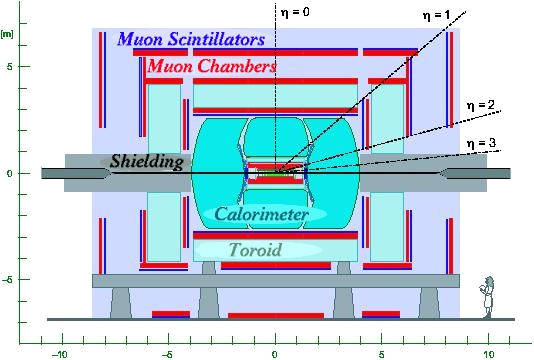 [m]
η = 0
η = 1
Muon Scintillators
5
Muon Chambers
η = 2
η = 3
Shielding
0
Calorimeter
Toroid
−5
−10
−5
0
5
10